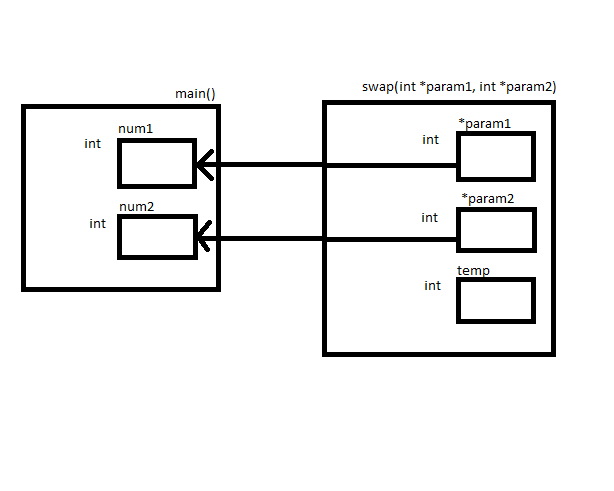 main()
int
num1
int
num2
swap(int *param1, int *param2)
*param1
int
*param2
int
temp
int